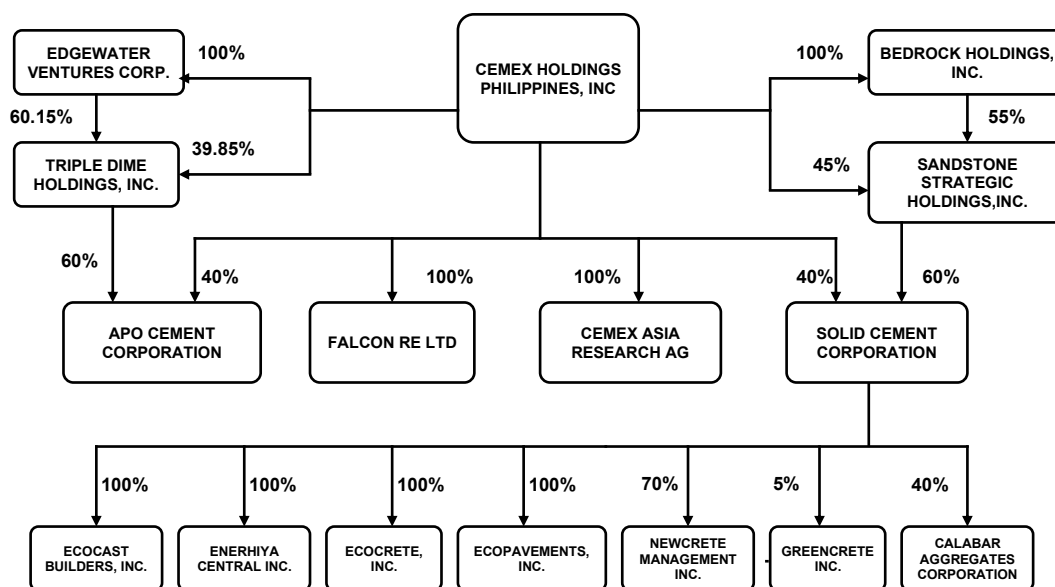 EDGEWATER
VENTURES CORP.
100%
CEMEX HOLDINGS
PHILIPPINES, INC
100%
BEDROCK HOLDINGS,
INC.
60.15%
39.85%
55%
45%
TRIPLE DIME
HOLDINGS, INC.
SANDSTONE
STRATEGIC
HOLDINGS,INC.
60%
40%
100%
100%
40%
60%
APO CEMENT
CORPORATION
FALCON RE LTD
CEMEX ASIA
RESEARCH AG
SOLID CEMENT
CORPORATION
100%
100%
100%
100%
70%
5%
40%
ECOCAST
BUILDERS, INC.
ENERHIYA
CENTRAL INC.
ECOCRETE,
INC.
ECOPAVEMENTS,
INC.
NEWCRETE
MANAGEMENT
INC.
GREENCRETE
INC.
CALABAR
AGGREGATES
CORPORATION